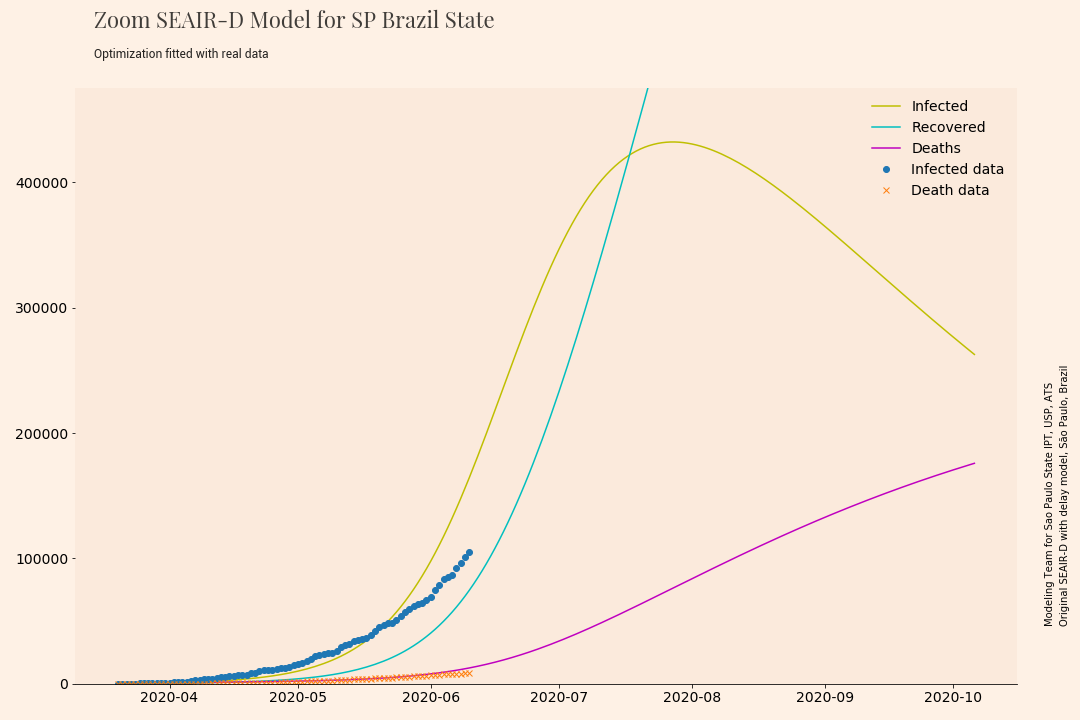 Zoom SEAIR-D Model for SP Brazil State
Optimization fitted with real data
Infected
Recovered
Deaths
Infected data
Death data
400000
300000
200000
100000
0
2020-04
2020-05
2020-06
2020-07
2020-08
2020-09
2020-10
Modeling Team for Sao Paulo State IPT, USP, ATS
Original SEAIR-D with delay model, São Paulo, Brazil